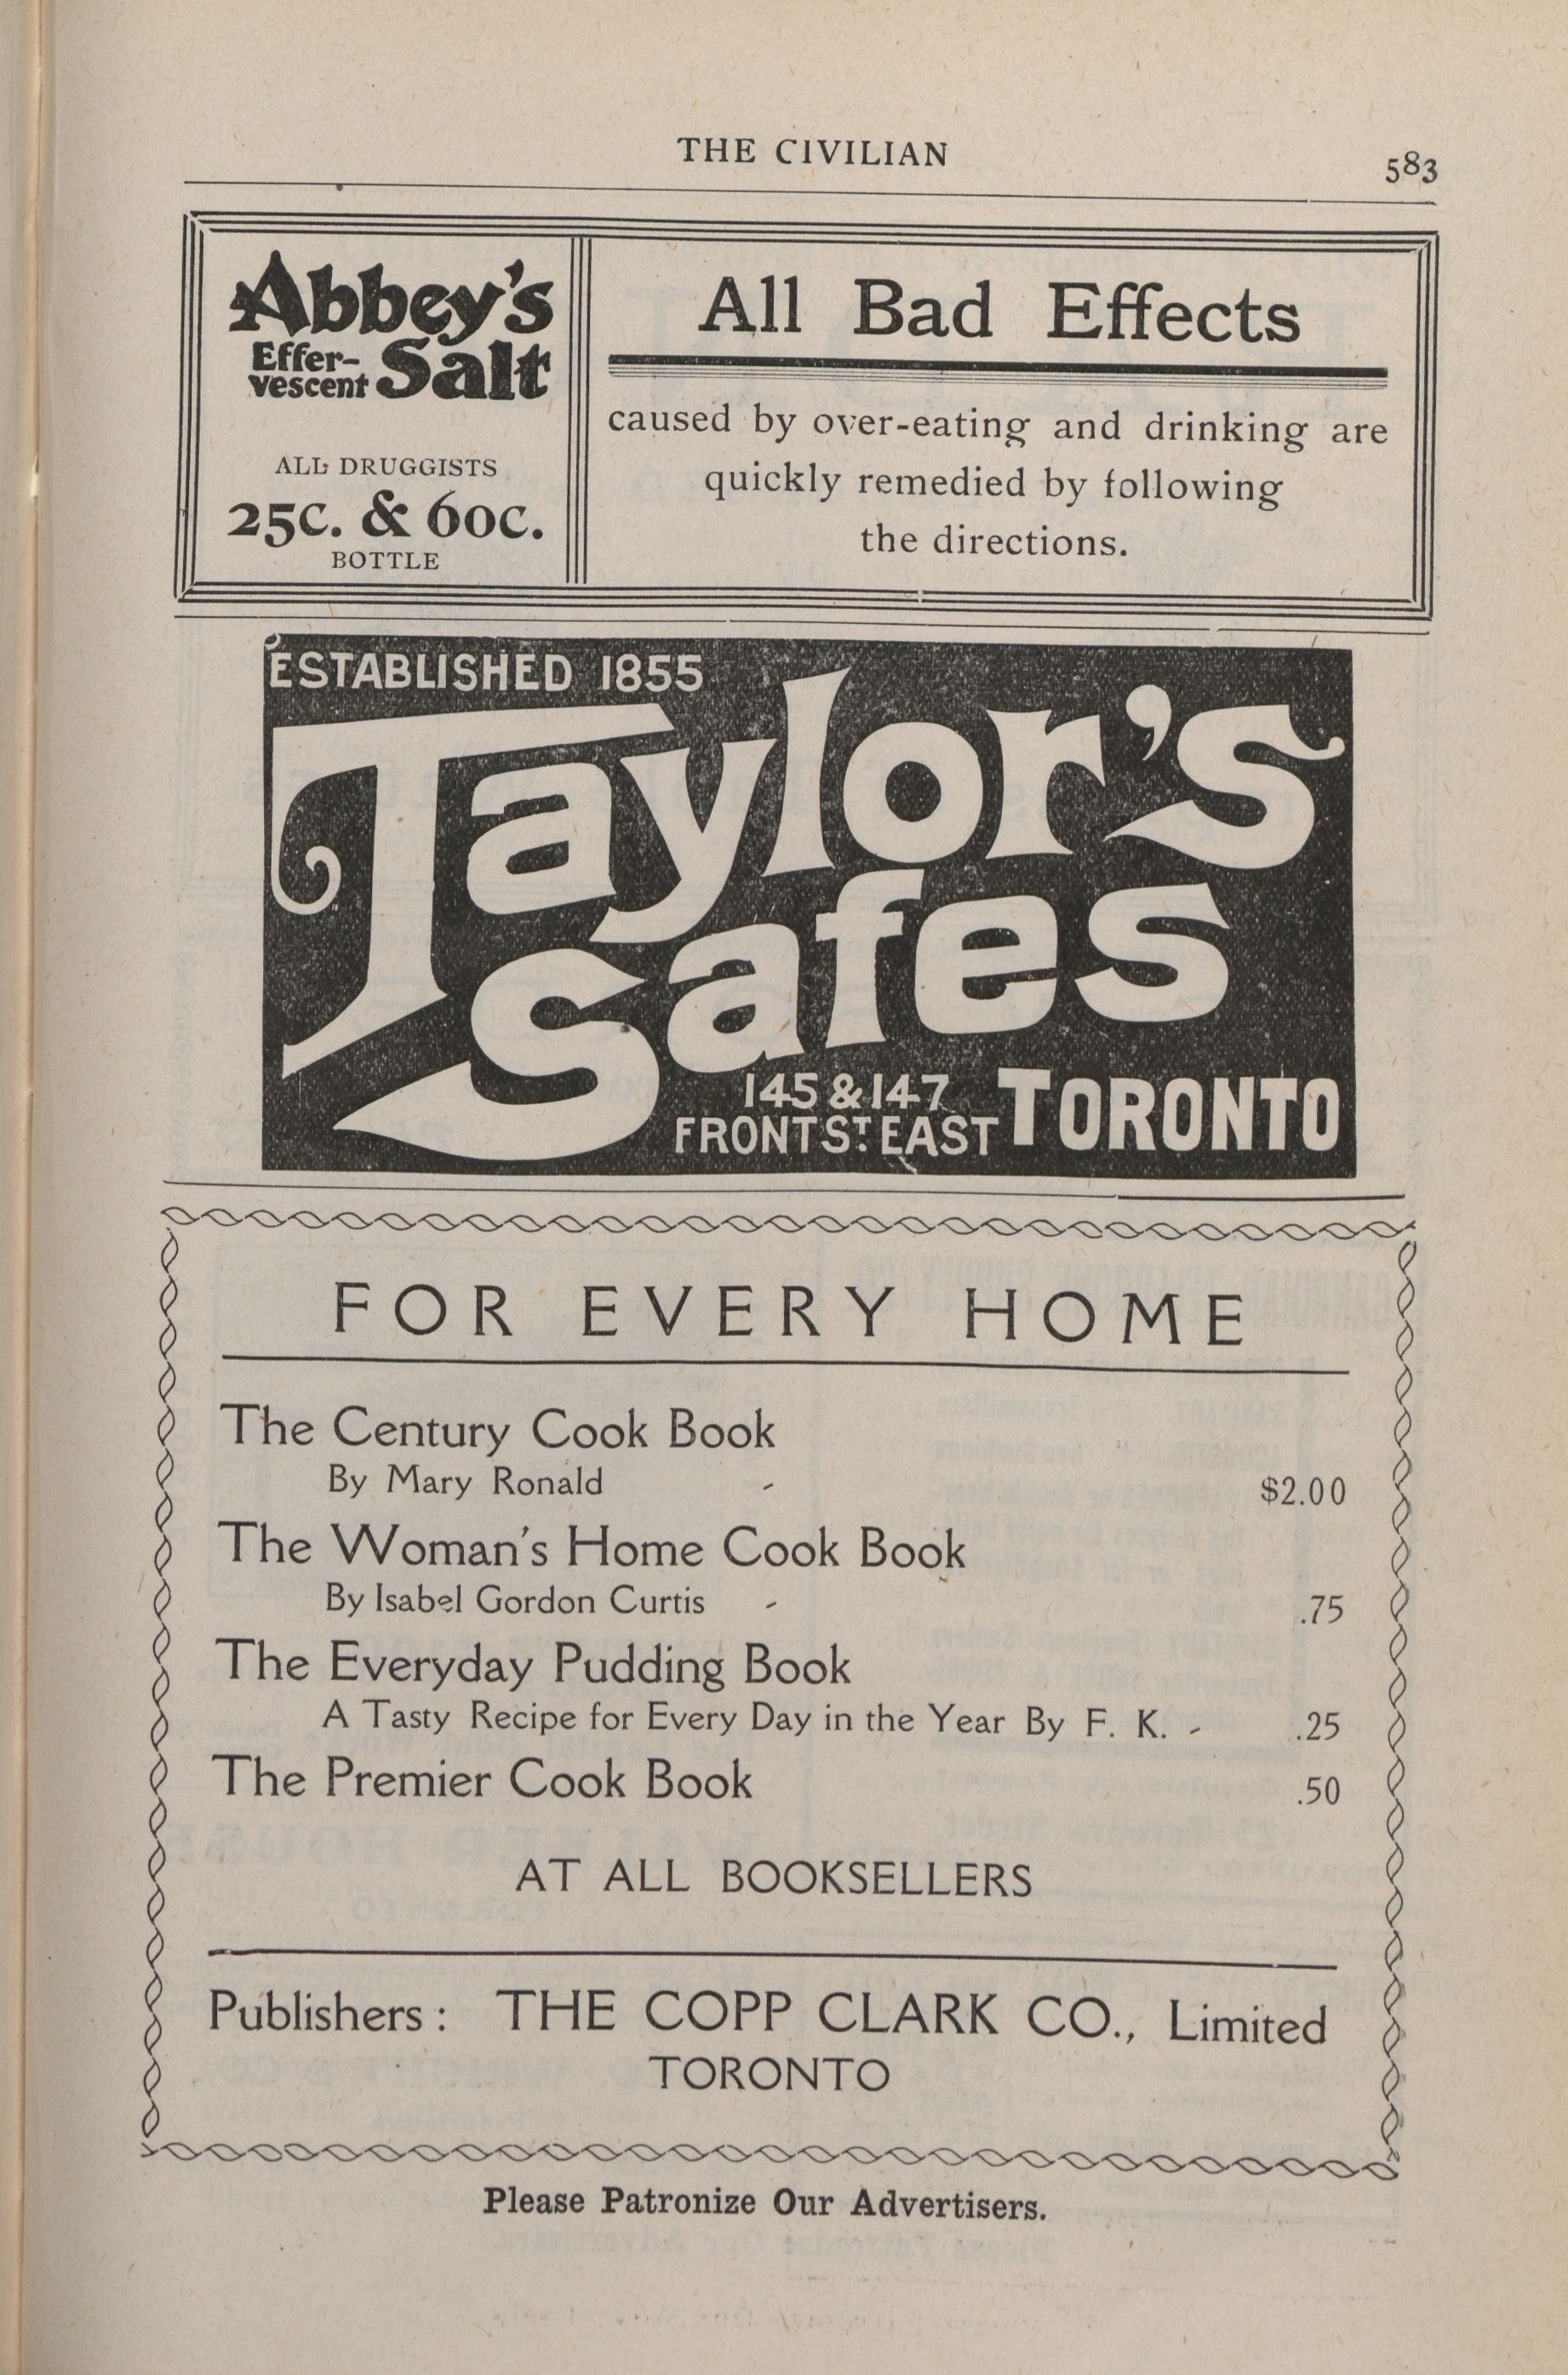 THE CIVILIAN
583
Abbey's
Effer-
vescent Salt
ALL DRUGGISTS
25C. & 60C.
BOTTLE
All Bad Effects
caused by over-eating and drinking are
quickly remedied by following
the directions.
ESTABLISHED 1855
Taylor's
Safes
145 & 147
FRONT ST. EAST TORONTO
FOR EVERY HOME
The Century Cook Book
By Mary Ronald - $2.00
The Woman's Home Cook Book
By Isabel Gordon Curtis - .75
The Everyday Pudding Book
A Tasty Recipe for Every Day in the Year By F. K. - .25
The Premier Cook Book .50
AT ALL BOOKSELLERS
Publishers : THE COPP CLARK CO., Limited
TORONTO
Please Patronize Our Advertisers.